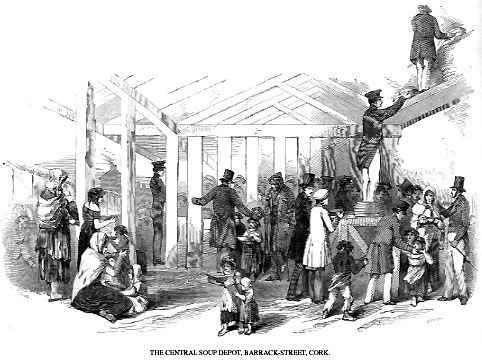 THE CENTRAL SOUP DEPOT, BARRACK-STREET, CORK.